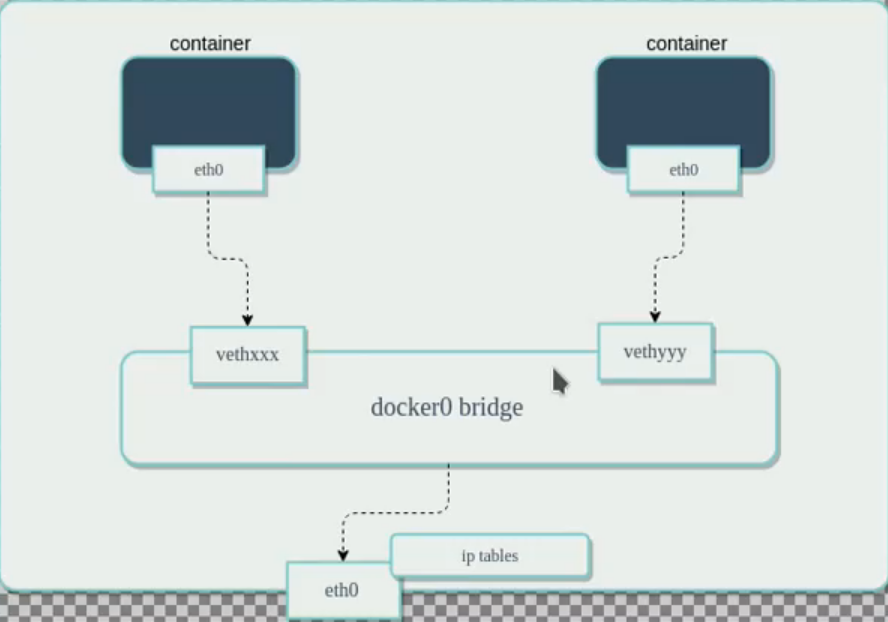 container
container
eth0
eth0
vethxxx
vethyyy
docker0 bridge
ip tables
eth0